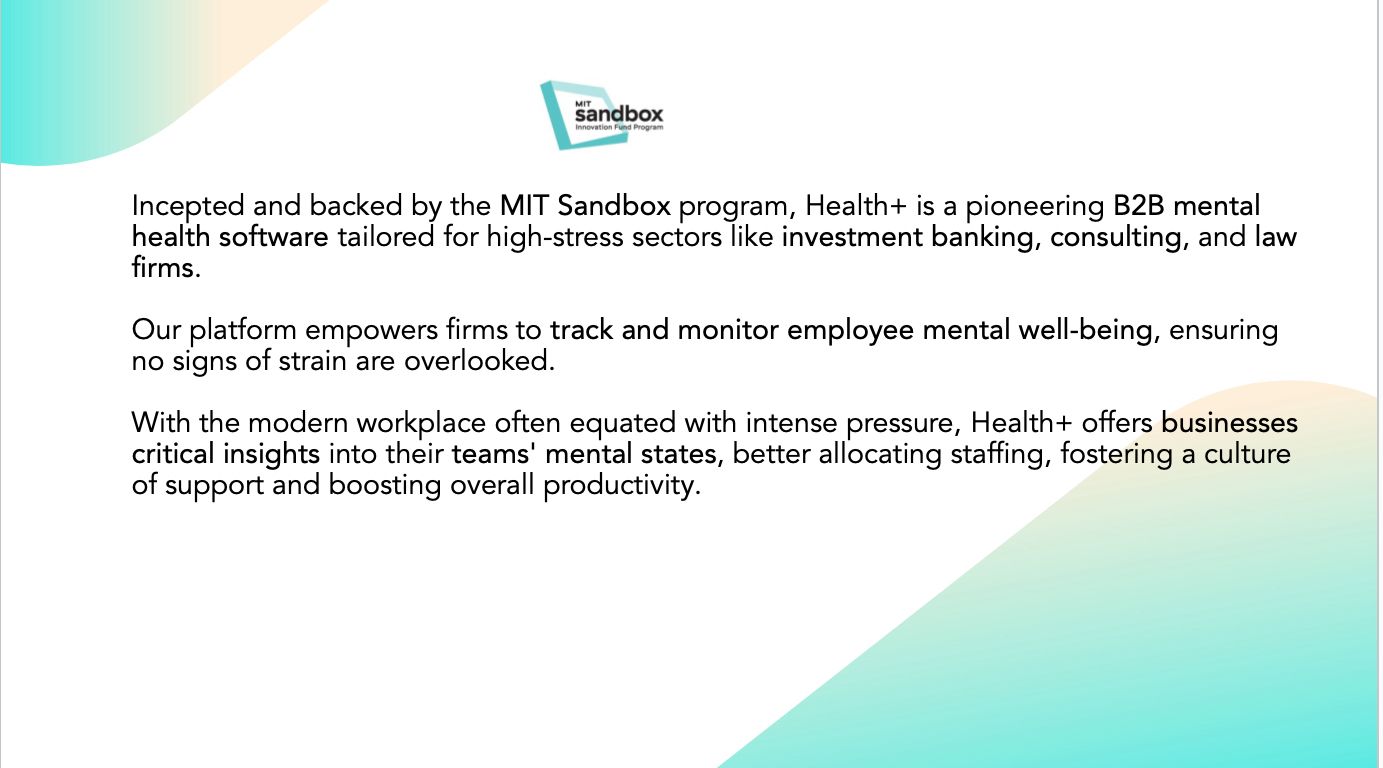 MIT
sandbox
Innovation Fund Program
Incepted and backed by the MIT Sandbox program, Health+ is a pioneering B2B mental
health software tailored for high-stress sectors like investment banking, consulting, and law
firms.
Our platform empowers firms to track and monitor employee mental well-being, ensuring
no signs of strain are overlooked.
With the modern workplace often equated with intense pressure, Health+ offers businesses
critical insights into their teams' mental states, better allocating staffing, fostering a culture
of support and boosting overall productivity.